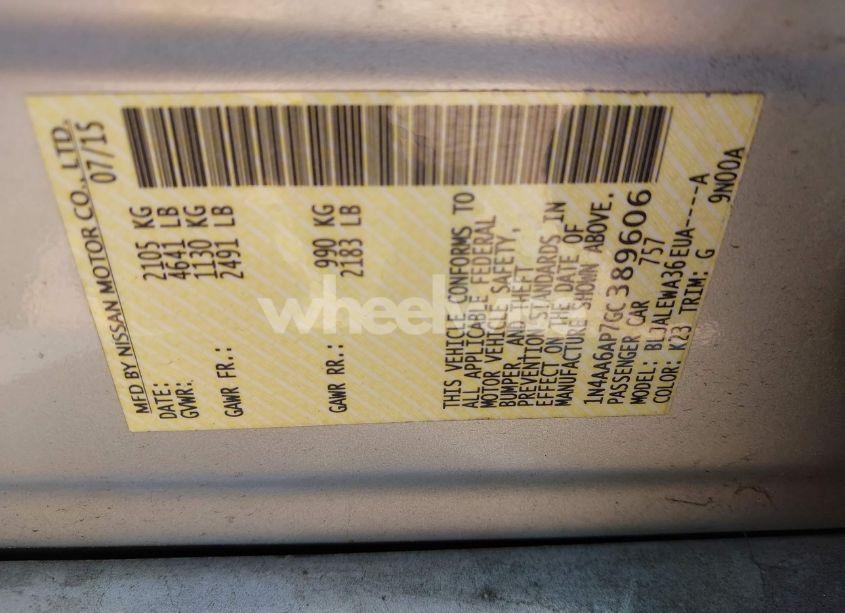 MFD BY NISSAN MOTOR CO., LTD.
DATE: 07/15
GVWR: 2105 KG
4641 LB
GAWR FR.: 1130 KG
2491 LB
GAWR RR.: 990 KG
2183 LB
THIS VEHICLE CONFORMS TO
ALL APPLICABLE FEDERAL
MOTOR VEHICLE SAFETY,
BUMPER, AND THEFT
PREVENTION STANDARDS IN
EFFECT ON THE DATE OF
MANUFACTURE SHOWN ABOVE.
1N4AA6AP7GC389606
PASSENGER CAR 757
MODEL: BLJALEWA36EUA----A
COLOR: K23 TRIM: G 9N00A